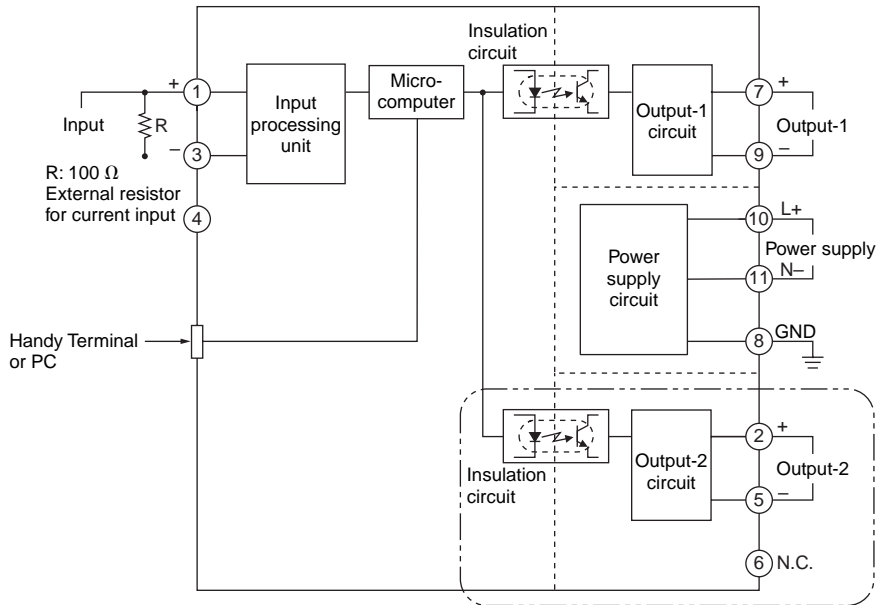 Insulation
circuit
Micro-
computer
+
1
7
+
Input
R
Input
processing
unit
Output-1
circuit
Output-1
–
3
9
–
R: 100 Ω
External resistor
for current input
4
10
L+
Power
supply
circuit
Power supply
11
N–
Handy Terminal
or PC
8
GND
2
+
Insulation
circuit
Output-2
circuit
Output-2
5
–
6
N.C.